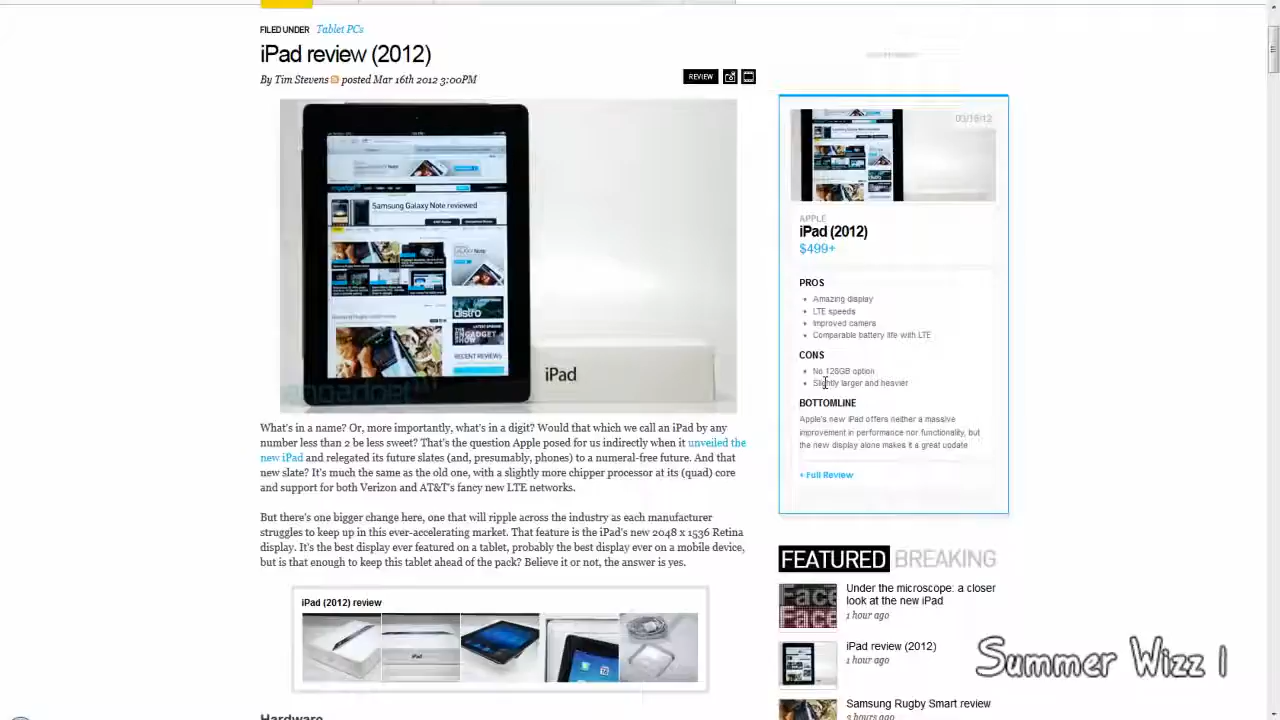 FILED UNDER Tablet PCs
iPad review (2012)
By Tim Stevens posted Mar 16th 2012 3:00PM
REVIEW
Samsung Galaxy Note reviewed
distro
THE ENGADGET SHOW
RECENT REVIEWS
iPad
engadget
What's in a name? Or, more importantly, what's in a digit? Would that which we call an iPad by any
number less than 2 be less sweet? That's the question Apple posed for us indirectly when it unveiled the
new iPad and relegated its future slates (and, presumably, phones) to a numeral-free future. And that
new slate? It's much the same as the old one, with a slightly more chipper processor at its (quad) core
and support for both Verizon and AT&T's fancy new LTE networks.
But there's one bigger change here, one that will ripple across the industry as each manufacturer
struggles to keep up in this ever-accelerating market. That feature is the iPad's new 2048 x 1536 Retina
display. It's the best display ever featured on a tablet, probably the best display ever on a mobile device,
but is that enough to keep this tablet ahead of the pack? Believe it or not, the answer is yes.
iPad (2012) review
iPad
Hardware
03/16/12
APPLE
iPad (2012)
$499+
PROS
Amazing display
LTE speeds
Improved camera
Comparable battery life with LTE
CONS
No 128GB option
Slightly larger and heavier
BOTTOMLINE
Apple's new iPad offers neither a massive
improvement in performance nor functionality, but
the new display alone makes it a great update
+ Full Review
FEATURED BREAKING
Face
Face
Under the microscope: a closer
look at the new iPad
1 hour ago
iPad review (2012)
1 hour ago
Samsung Rugby Smart review
3 hours ago
Summer Wizz 1